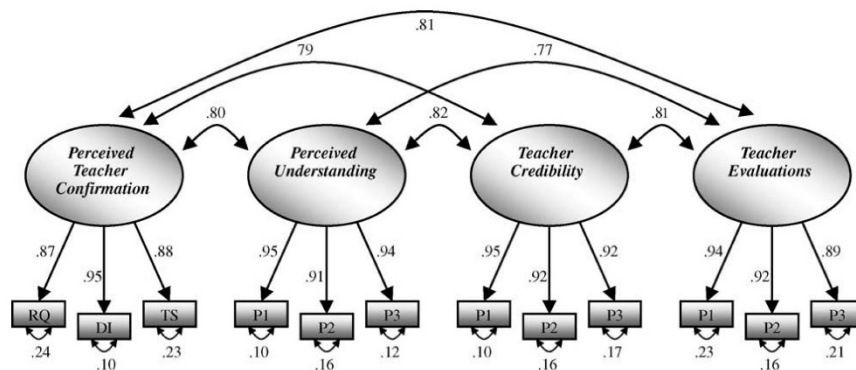 .81
79
.77
.80
.82
.81
Perceived
Teacher
Confirmation
Perceived
Understanding
Teacher
Credibility
Teacher
Evaluations
.87
.95
.88
.95
.91
.94
.95
.92
.92
.94
.92
.89
RQ
DI
TS
P1
P2
P3
P1
P2
P3
P1
P2
P3
.24
.10
.23
.10
.16
.12
.10
.16
.17
.23
.16
.21